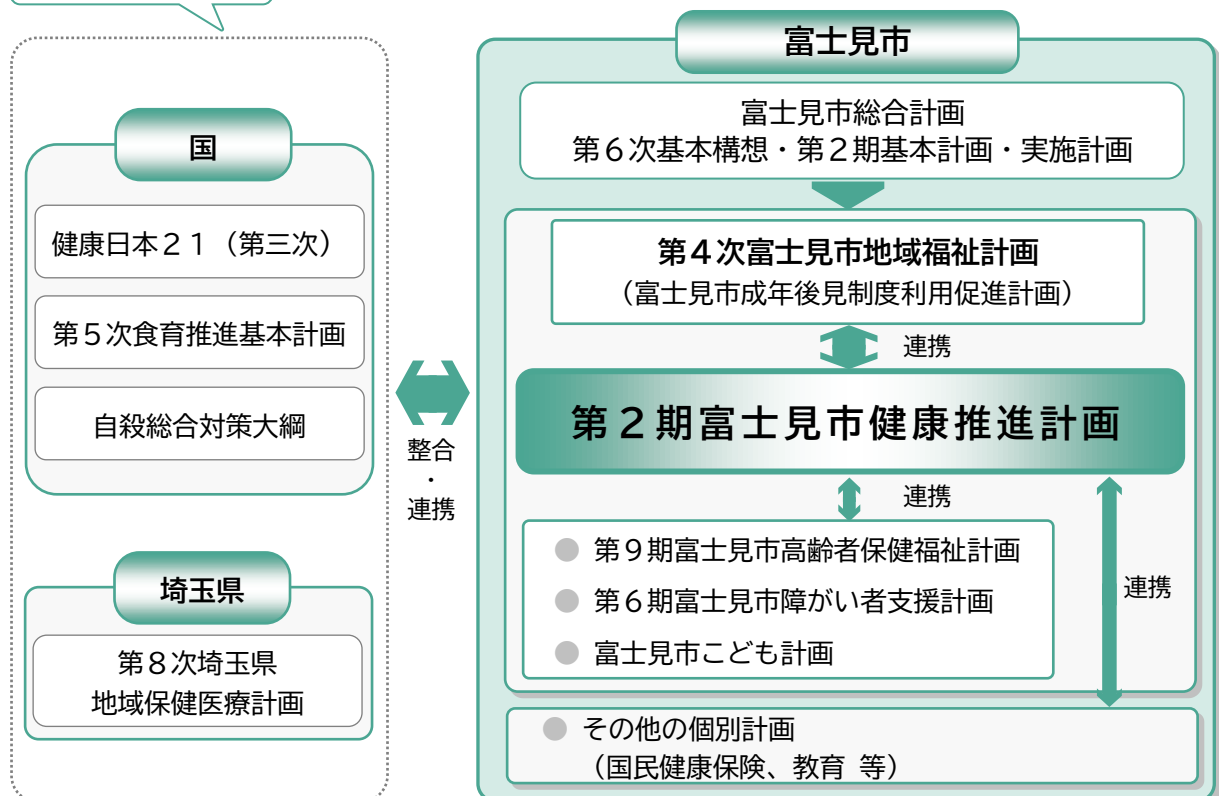 国
健康日本２１（第三次）
第５次食育推進基本計画
自殺総合対策大綱
埼玉県
第８次埼玉県
地域保健医療計画
整合
・
連携
富士見市
富士見市総合計画
第６次基本構想・第２期基本計画・実施計画
第４次富士見市地域福祉計画
（富士見市成年後見制度利用促進計画）
連携
第２期富士見市健康推進計画
連携
● 第９期富士見市高齢者保健福祉計画
● 第６期富士見市障がい者支援計画
● 富士見市こども計画
連携
● その他の個別計画
（国民健康保険、教育 等）